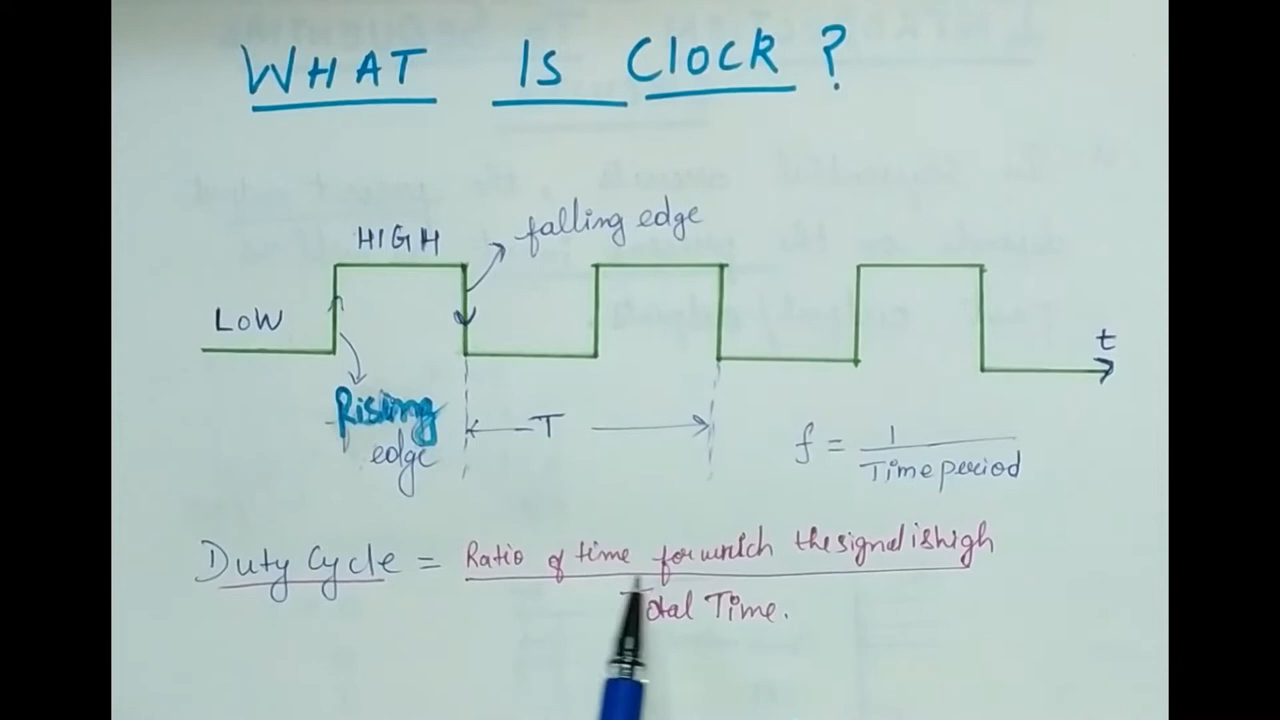 WHAT IS CLOCK ?
HIGH
falling edge
LOW
t
Rising
edge
T
f = 1
Time period
Duty Cycle = Ratio of time for which the signal is high
Total Time.